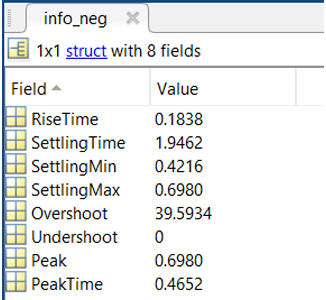 info_neg
1x1 struct with 8 fields
Field Value
RiseTime 0.1838
SettlingTime 1.9462
SettlingMin 0.4216
SettlingMax 0.6980
Overshoot 39.5934
Undershoot 0
Peak 0.6980
PeakTime 0.4652